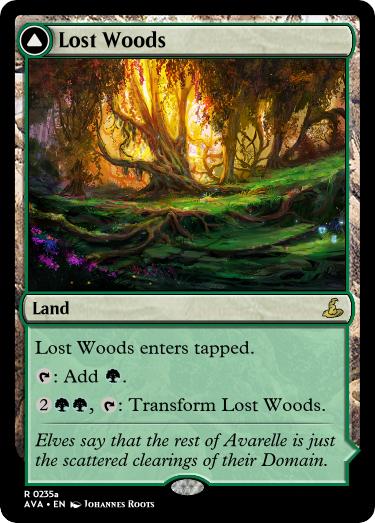 Lost Woods
Land
Lost Woods enters tapped.
: Add .
2 , : Transform Lost Woods.
Elves say that the rest of Avarelle is just
the scattered clearings of their Domain.
R 0235a
AVA • EN Johannes Roots